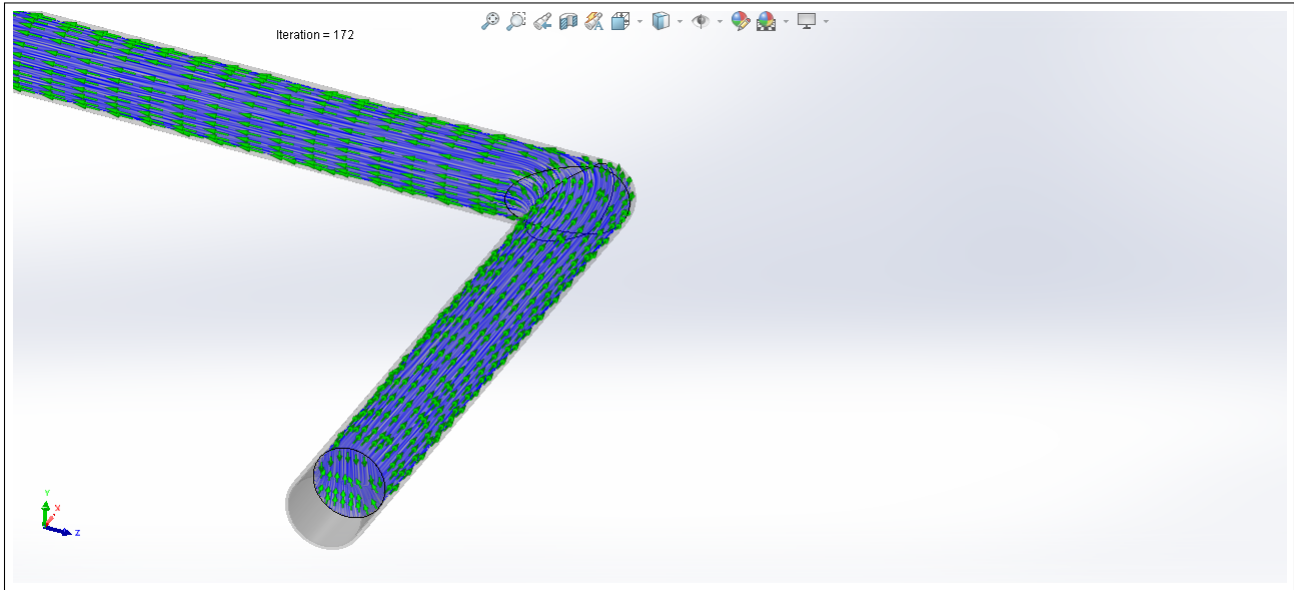 Iteration = 172
Y
X
Z